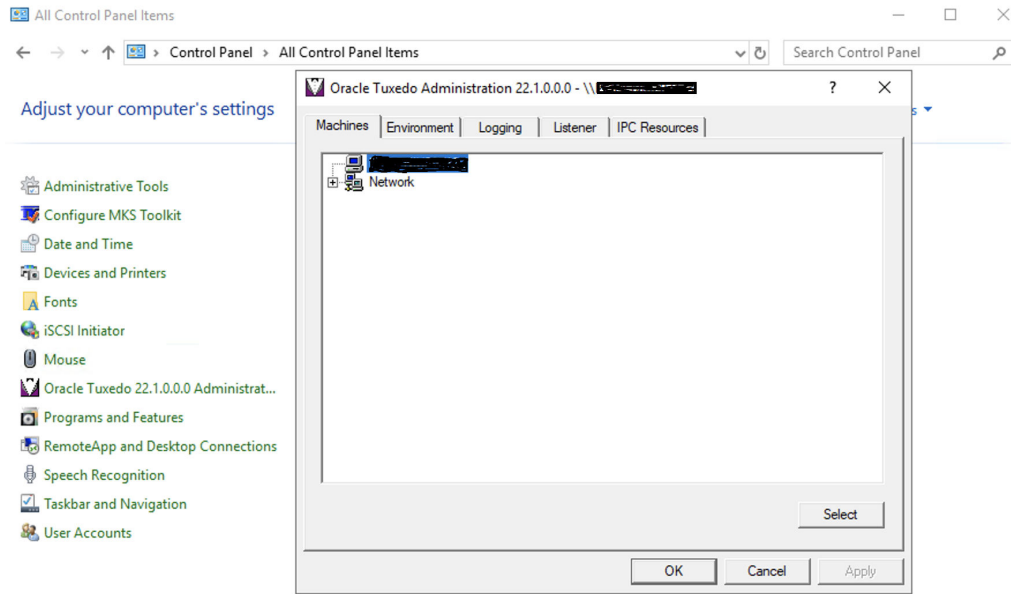 All Control Panel Items
Control Panel > All Control Panel Items
Search Control Panel
Adjust your computer's settings
Administrative Tools
Configure MKS Toolkit
Date and Time
Devices and Printers
Fonts
iSCSI Initiator
Mouse
Oracle Tuxedo 22.1.0.0.0 Administrat...
Programs and Features
RemoteApp and Desktop Connections
Speech Recognition
Taskbar and Navigation
User Accounts
Oracle Tuxedo Administration 22.1.0.0.0 - \\
Machines Environment Logging Listener IPC Resources
Network
Select
OK Cancel Apply